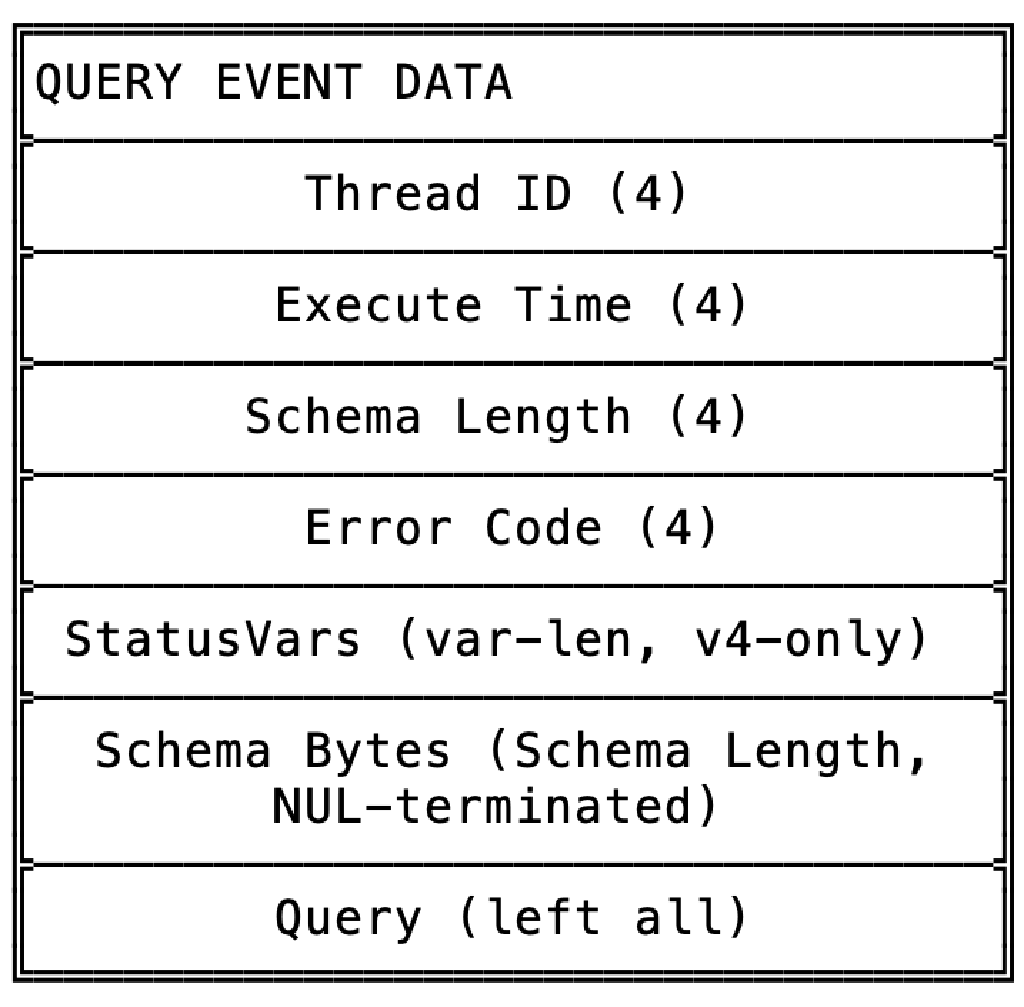 QUERY EVENT DATA
Thread ID (4)
Execute Time (4)
Schema Length (4)
Error Code (4)
StatusVars (var-len, v4-only)
Schema Bytes (Schema Length,
NUL-terminated)
Query (left all)